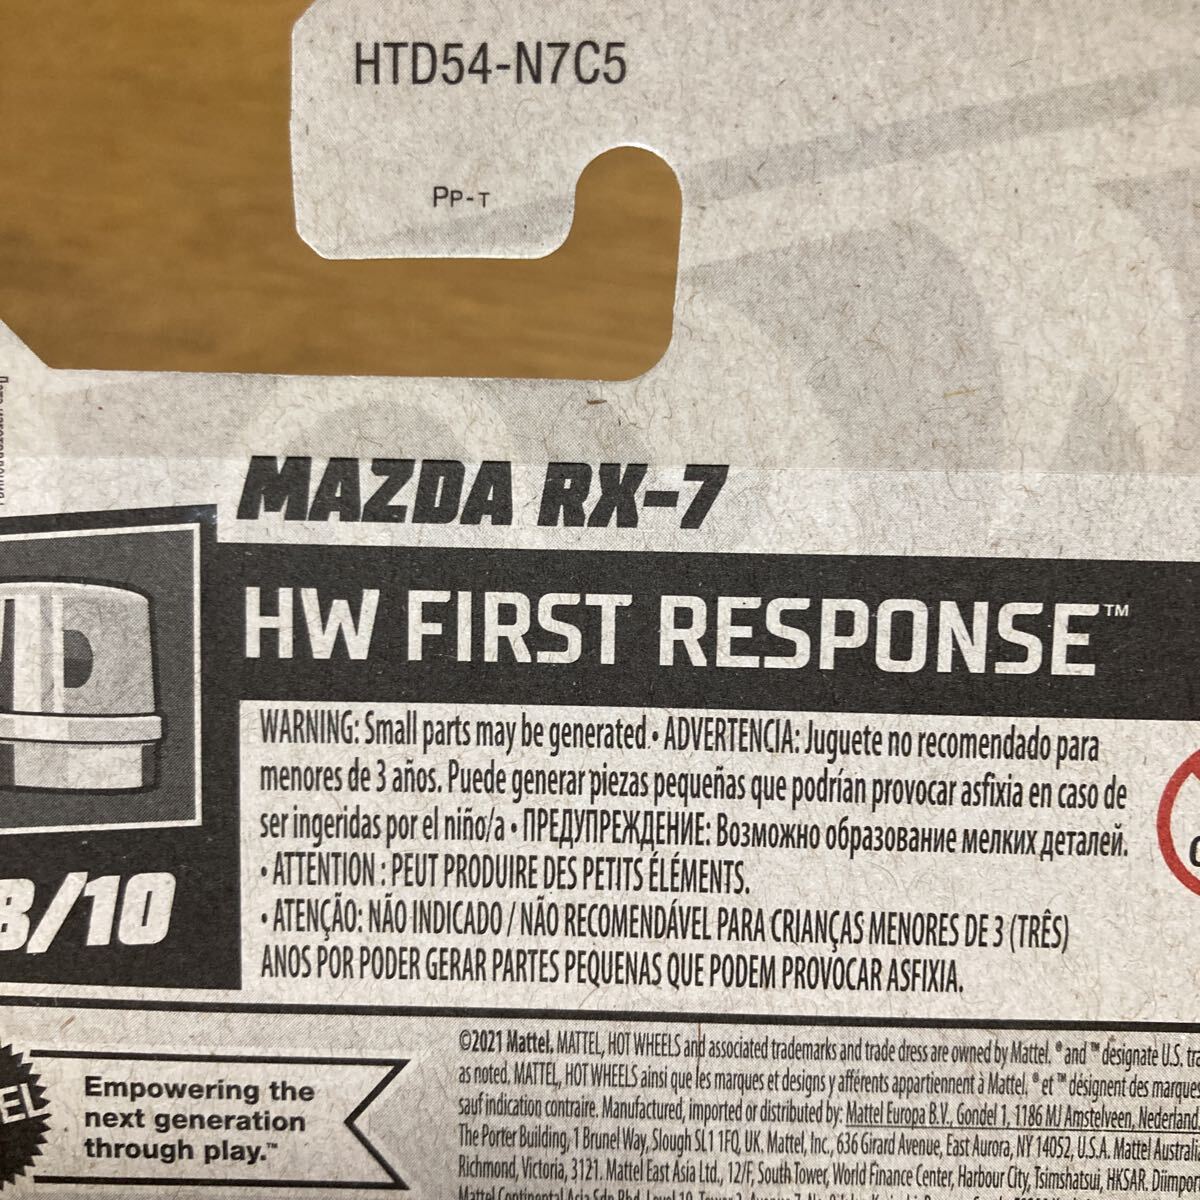 HTD54-N7C5
PP-T
MAZDA RX-7
HW FIRST RESPONSE™
WARNING: Small parts may be generated. • ADVERTENCIA: Juguete no recomendado para
menores de 3 años. Puede generar piezas pequeñas que podrían provocar asfixia en caso de
ser ingeridas por el niño/a • ПРЕДУПРЕЖДЕНИЕ: Возможно образование мелких деталей.
• ATTENTION : PEUT PRODUIRE DES PETITS ÉLÉMENTS.
• ATENÇÃO: NÃO INDICADO / NÃO RECOMENDÁVEL PARA CRIANÇAS MENORES DE 3 (TRÊS)
ANOS POR PODER GERAR PARTES PEQUENAS QUE PODEM PROVOCAR ASFIXIA.
8/10
Empowering the
next generation
through play.™
©2021 Mattel. MATTEL, HOT WHEELS and associated trademarks and trade dress are owned by Mattel. ® and ™ designate U.S.
as noted. MATTEL, HOT WHEELS ainsi que les marques et designs y afférents appartiennent à Mattel. ® et ™ désignent des marques
sauf indication contraire. Manufactured, imported or distributed by: Mattel Europa B.V., Gondel 1, 1186 MJ Amstelveen, Nederland.
The Porter Building, 1 Brunel Way, Slough SL1 1FQ, UK. Mattel, Inc., 636 Girard Avenue, East Aurora, NY 14052, U.S.A. Mattel
Richmond, Victoria, 3121. Mattel East Asia Ltd., 12/F, South Tower, World Finance Center, Harbour City, Tsimshatsui, HKSAR.